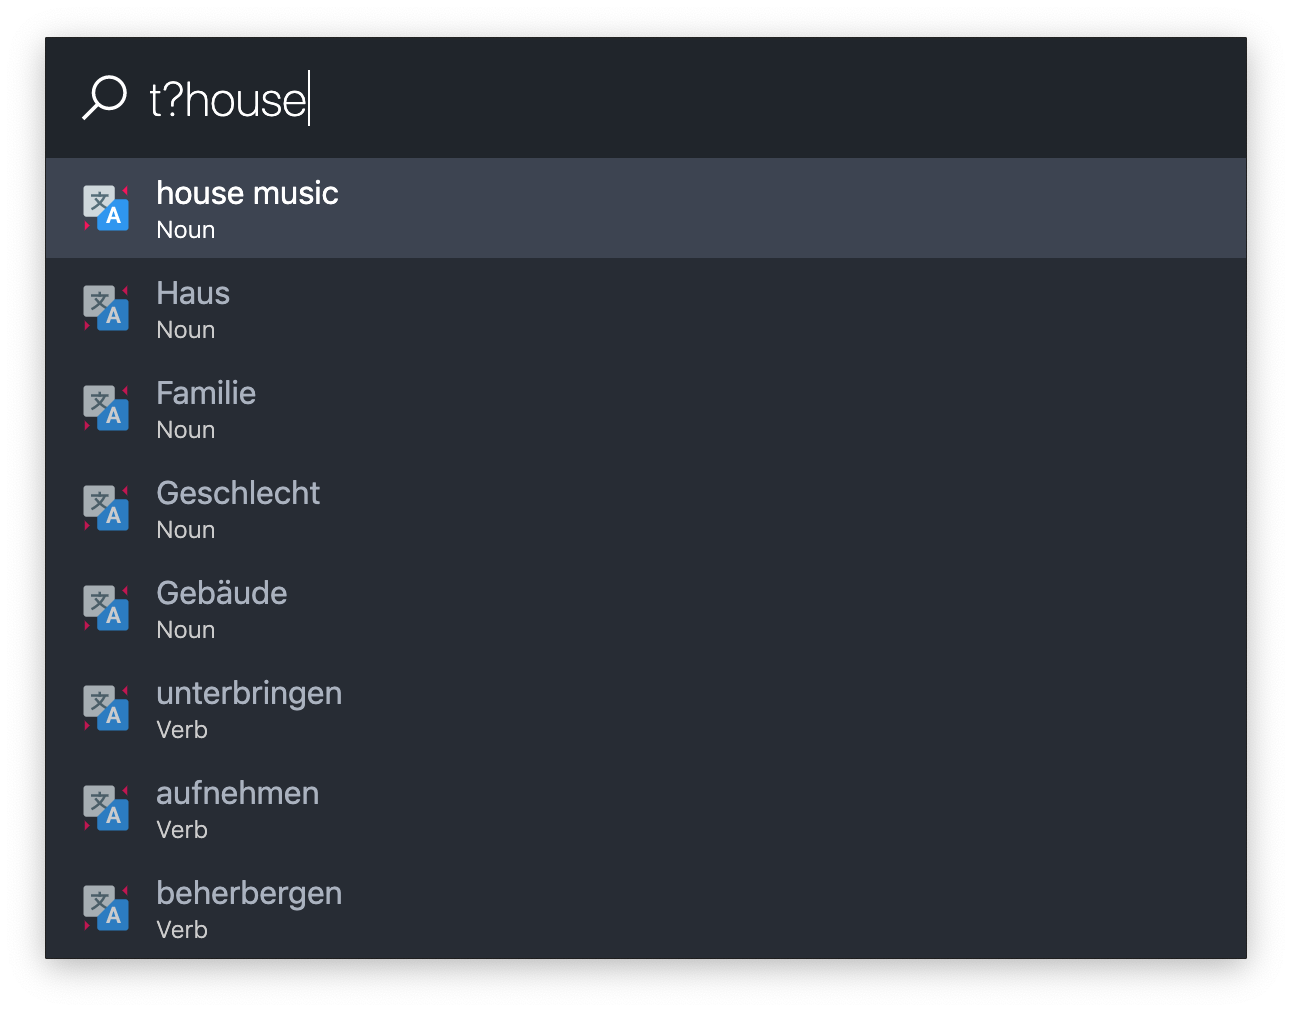 t?house
house music
Noun
Haus
Noun
Familie
Noun
Geschlecht
Noun
Gebäude
Noun
unterbringen
Verb
aufnehmen
Verb
beherbergen
Verb